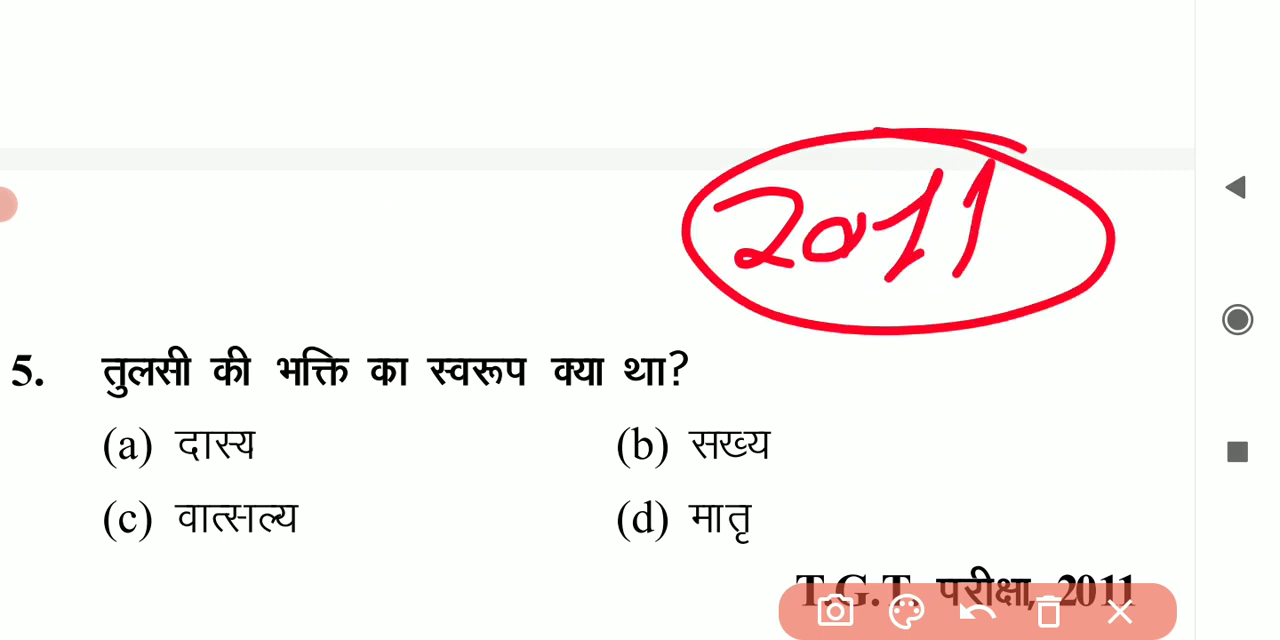 2011
5. तुलसी की भक्ति का स्वरूप क्या था?
(a) दास्य (b) सख्य
(c) वात्सल्य (d) मातृ
T.G.T. परीक्षा, 2011